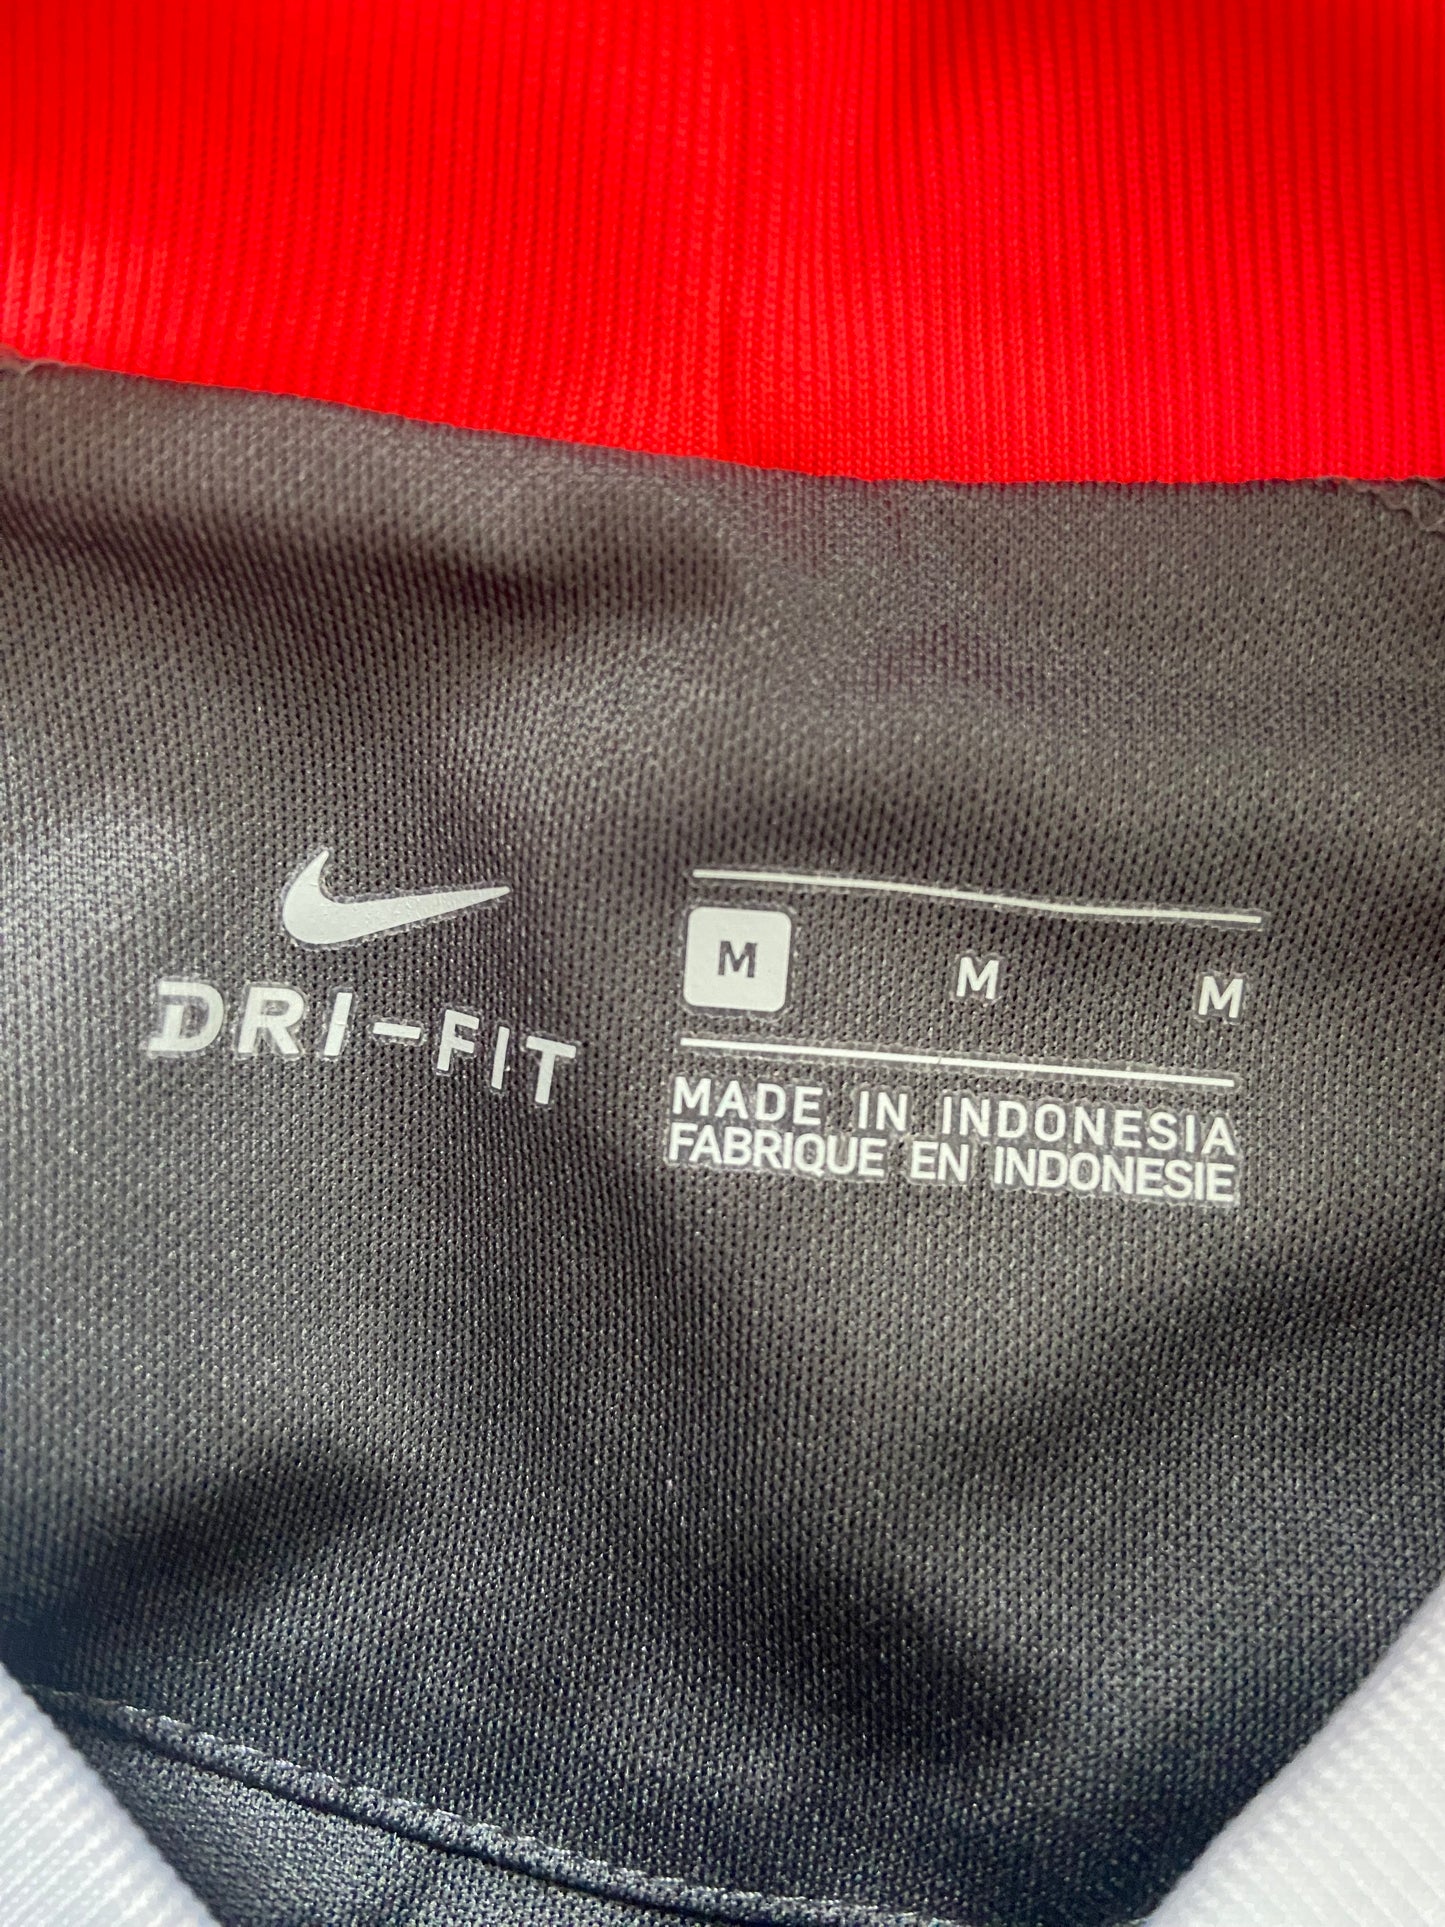 DRI-FIT
M M M
MADE IN INDONESIA
FABRIQUE EN INDONESIE